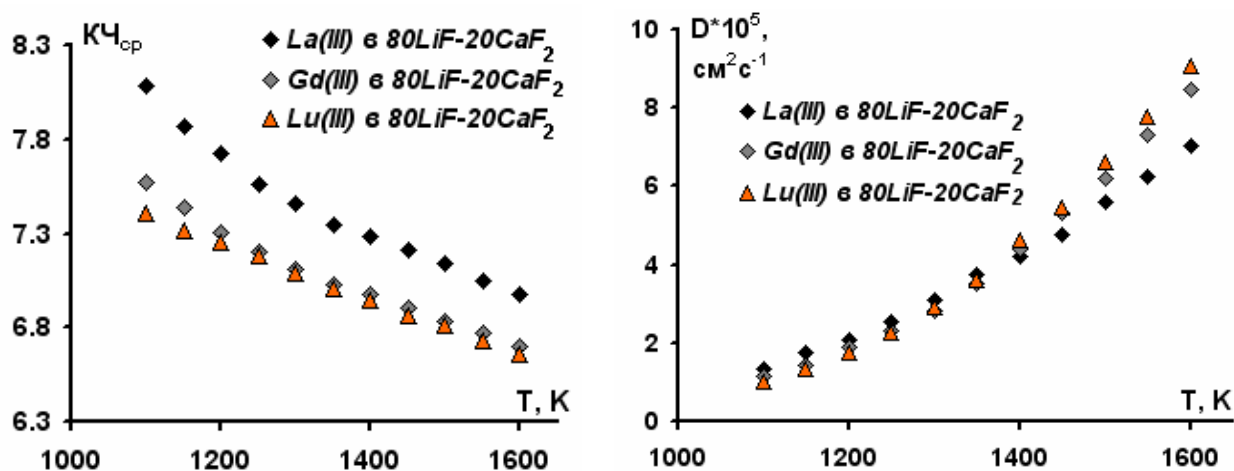 КЧср
8.3
7.8
7.3
6.8
6.3
La(III) в 80LiF-20CaF2
Gd(III) в 80LiF-20CaF2
Lu(III) в 80LiF-20CaF2
T, K
1000 1200 1400 1600
D*10⁵,
см²с⁻¹
10
8
6
4
2
0
La(III) в 80LiF-20CaF2
Gd(III) в 80LiF-20CaF2
Lu(III) в 80LiF-20CaF2
T, K
1000 1200 1400 1600